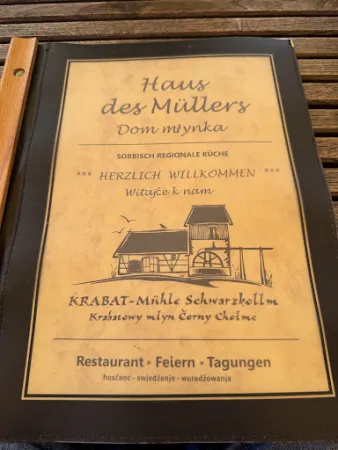 Haus
des Müllers
Dom młynka
SORBISCH REGIONALE KÜCHE
*** HERZLICH WILLKOMMEN ***
Witajće k nam
KRABAT-Mühle Schwarzkollm
Krabatowy młyn Čorny Chołmc
Restaurant • Feiern • Tagungen
hosćenc - swjedźenje - wuradźowanja